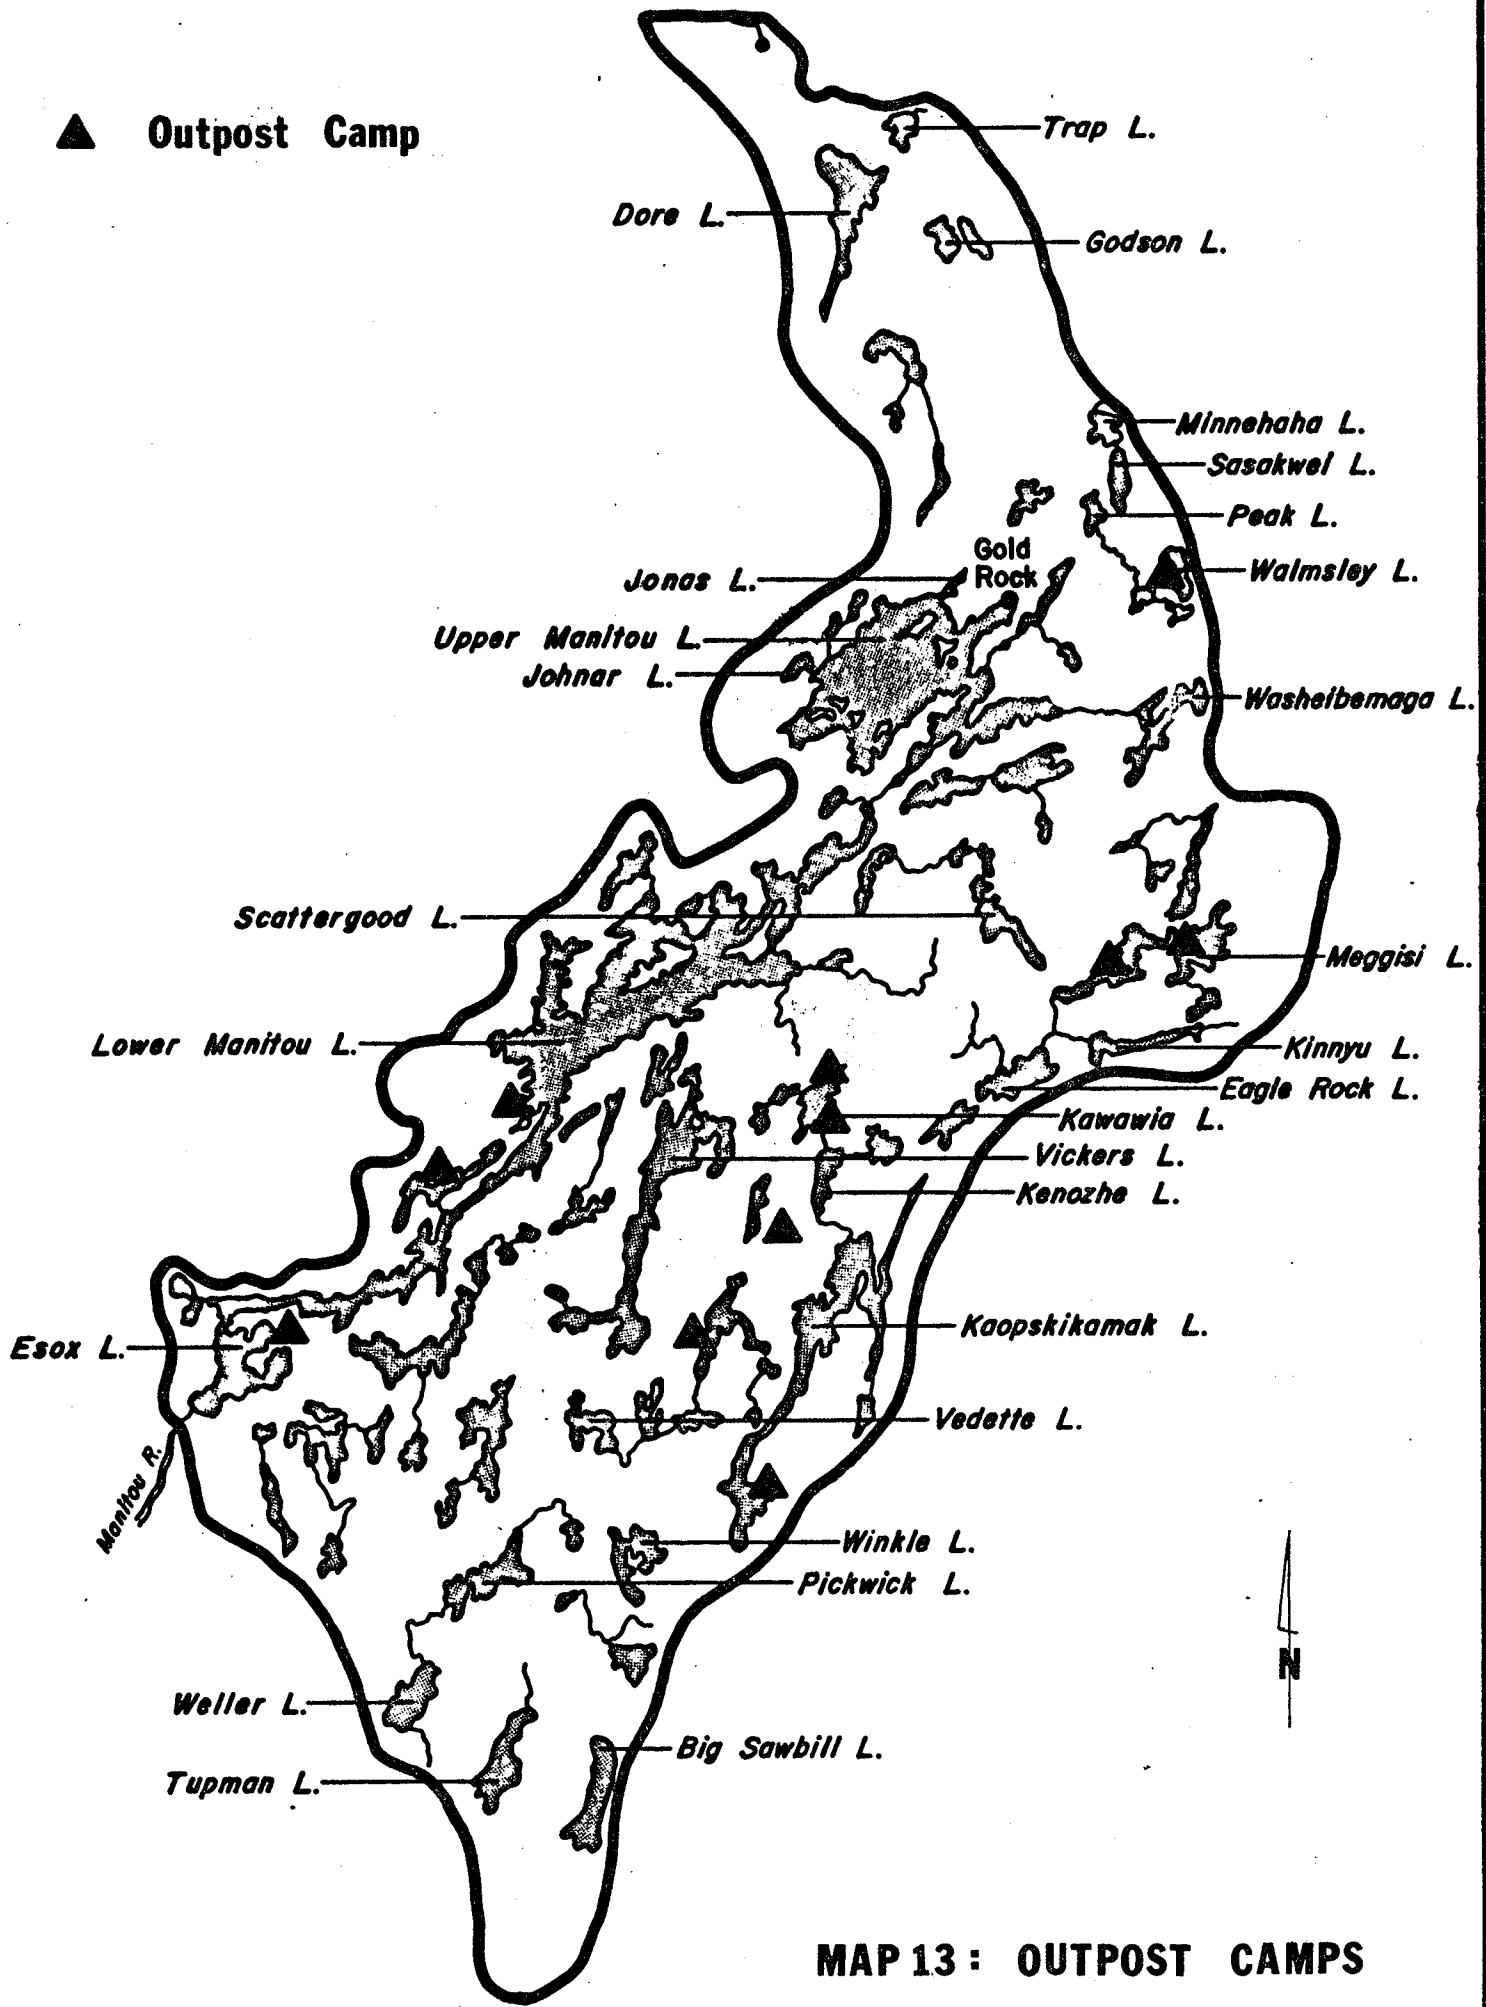 Outpost Camp
Trap L.
Dore L.
Godson L.
Minnehaha L.
Sasakwei L.
Peak L.
Gold
Rock
Walmsley L.
Jonas L.
Upper Manitou L.
Johnar L.
Washeibemaga L.
Scattergood L.
Meggisi L.
Lower Manitou L.
Kinnyu L.
Eagle Rock L.
Kawawia L.
Vickers L.
Kenozhe L.
Kaopskikamak L.
Esox L.
Vedette L.
Manitou R.
Winkle L.
Pickwick L.
N
Weller L.
Big Sawbill L.
Tupman L.
MAP 13: OUTPOST CAMPS